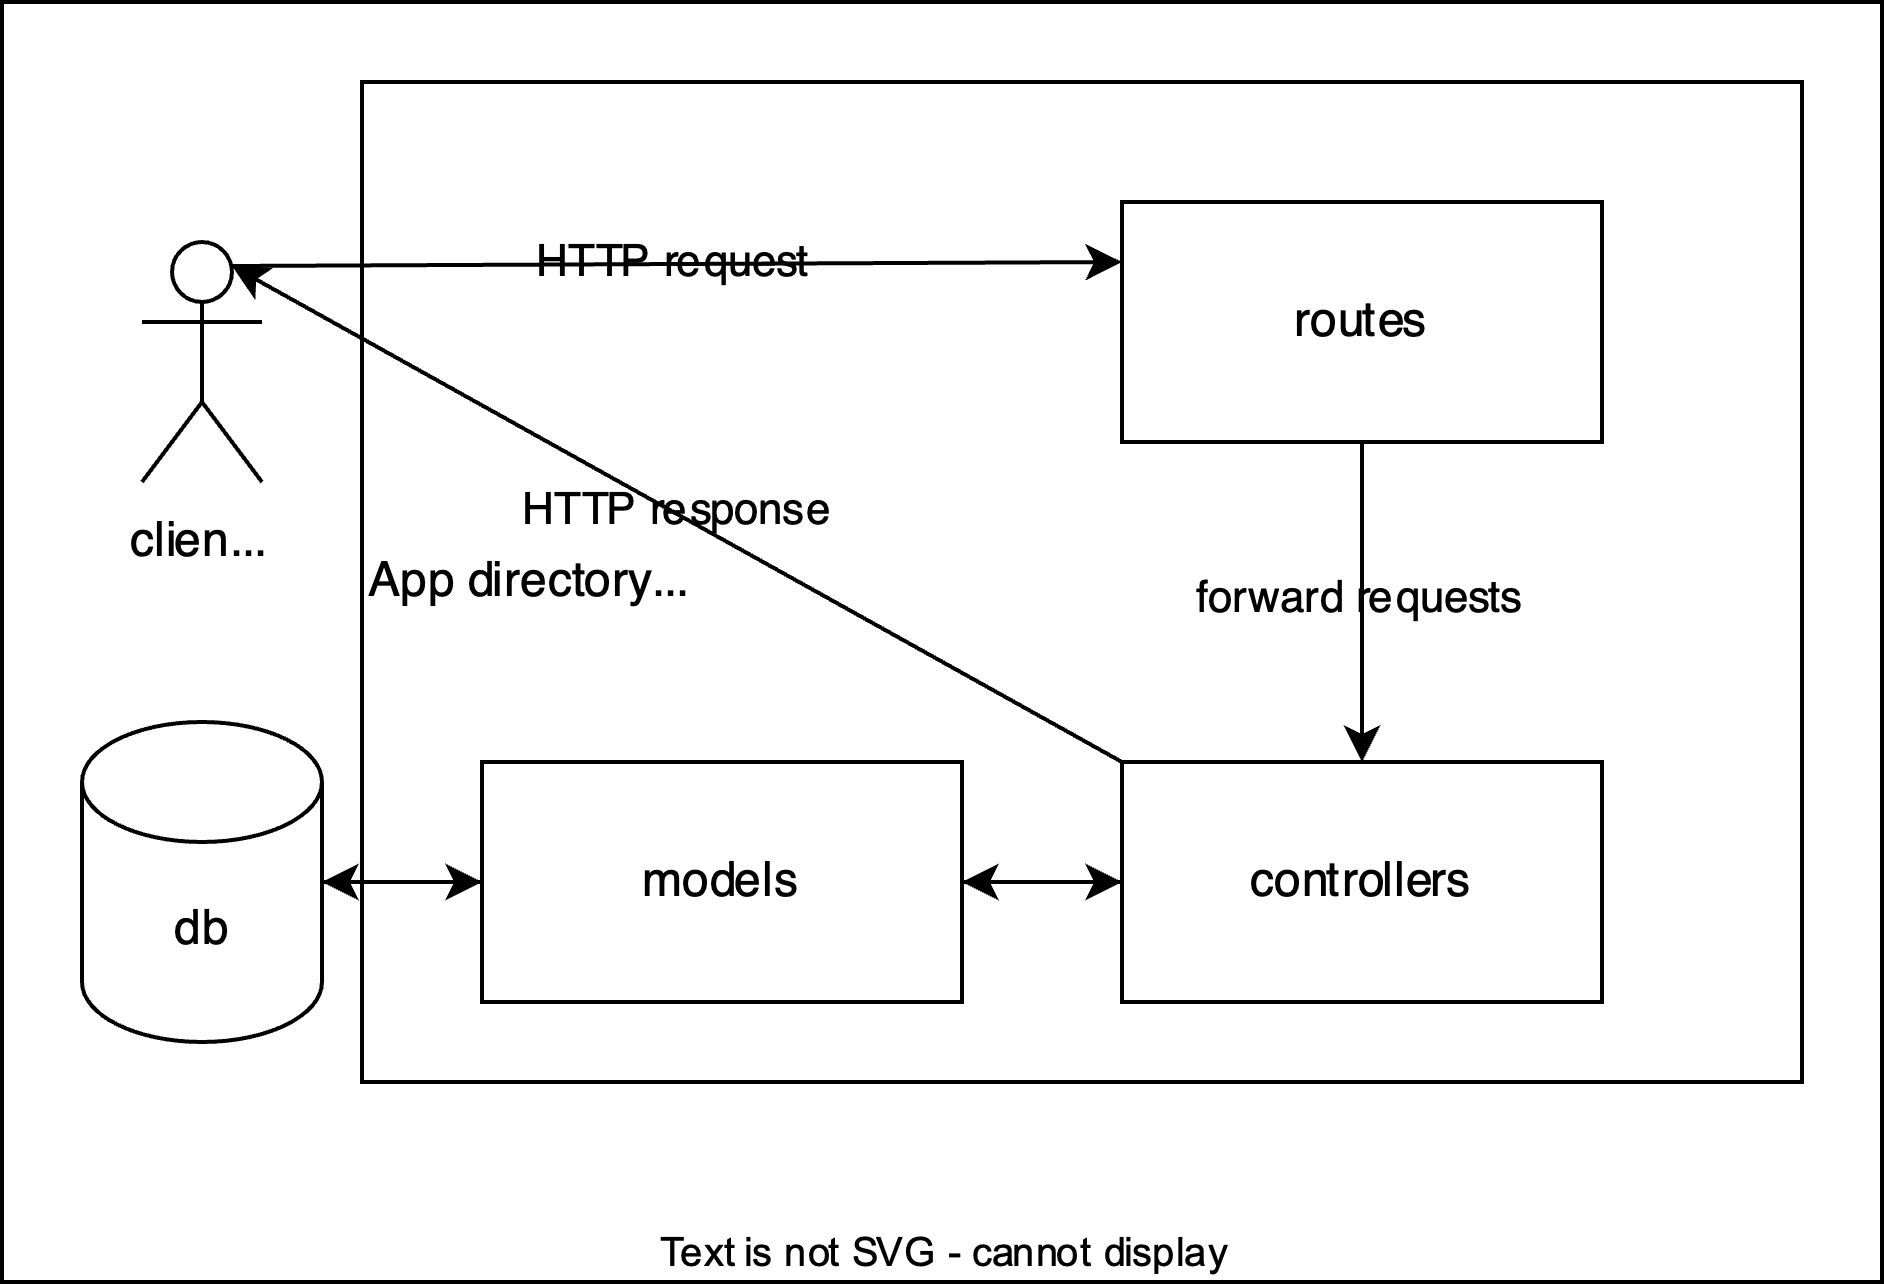 HTTP request
routes
HTTP response
clien...
App directory...
forward requests
models
controllers
db
Text is not SVG - cannot display